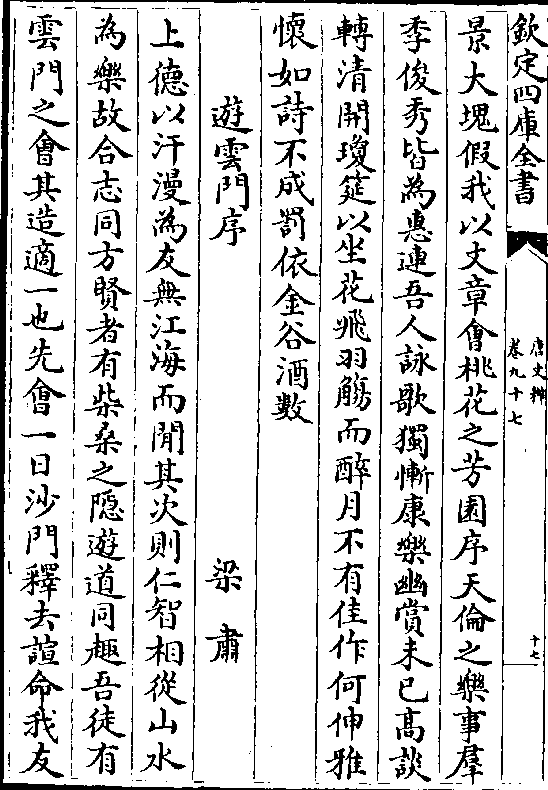 欽定四庫全書
唐文粹
卷九十七
十七
景大塊假我以文章會桃花之芳園序天倫之樂事羣
季俊秀皆為惠連吾人詠歌獨慚康樂幽賞未已髙談
轉清開瓊筵以坐花飛羽觴而醉月不有佳作何伸雅
懷如詩不成罰依金谷酒數
遊雲門序 梁肅
上德以汗漫為友無江海而閒其次則仁智相從山水
為樂故合志同方賢者有柴桑之隠遊道同趣吾徒有
雲門之會其造適一也先會一日沙門釋去諠命我友